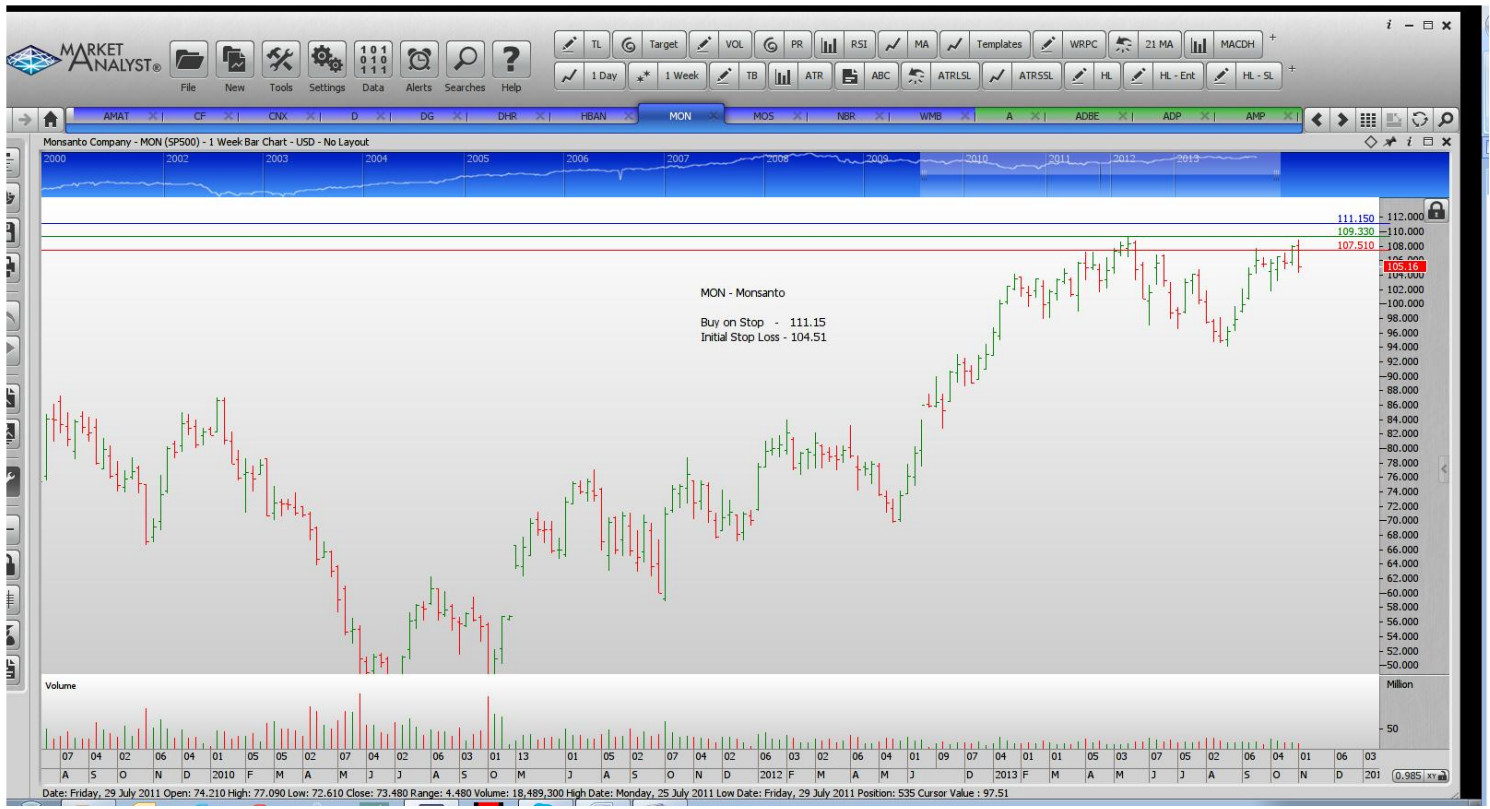 MARKET
ANALYST®
File New Tools Settings Data Alerts Searches Help
TL Target VOL PR RSI MA Templates WRPC 21 MA MACDH +
1 Day 1 Week TB ATR ABC ATRLSL ATRSSL HL HL - Ent HL - SL +
AMAT CF CNX D DG DHR HBAN MON MOS NBR WMB A ADBE ADP AMP
Monsanto Company - MON (SP500) - 1 Week Bar Chart - USD - No Layout
2000 2002 2003 2004 2005 2006 2007 2008 2009 2010 2011 2012 2013
111.150
109.330
107.510
112.000
110.000
108.000
106.000
105.16
104.000
102.000
100.000
98.000
96.000
94.000
92.000
90.000
88.000
86.000
84.000
82.000
80.000
78.000
76.000
74.000
72.000
70.000
68.000
66.000
64.000
62.000
60.000
58.000
56.000
54.000
52.000
50.000
MON - Monsanto
Buy on Stop - 111.15
Initial Stop Loss - 104.51
Volume
Million
50
07 04 02 06 04 01 05 05 02 07 04 02 06 03 01 13 01 05 02 07 04 02 06 03 02 06 04 01 09 07 04 01 01 05 03 07 05 02 06 04 01 06 03
A S O N D 2010 F M A M J J A S O M J A S O N D 2012 F M A M J D 2013 F M A M J J A S O N D 201
0.985 XY
Date: Friday, 29 July 2011 Open: 74.210 High: 77.090 Low: 72.610 Close: 73.480 Range: 4.480 Volume: 18,489,300 High Date: Monday, 25 July 2011 Low Date: Friday, 29 July 2011 Position: 535 Cursor Value : 97.51